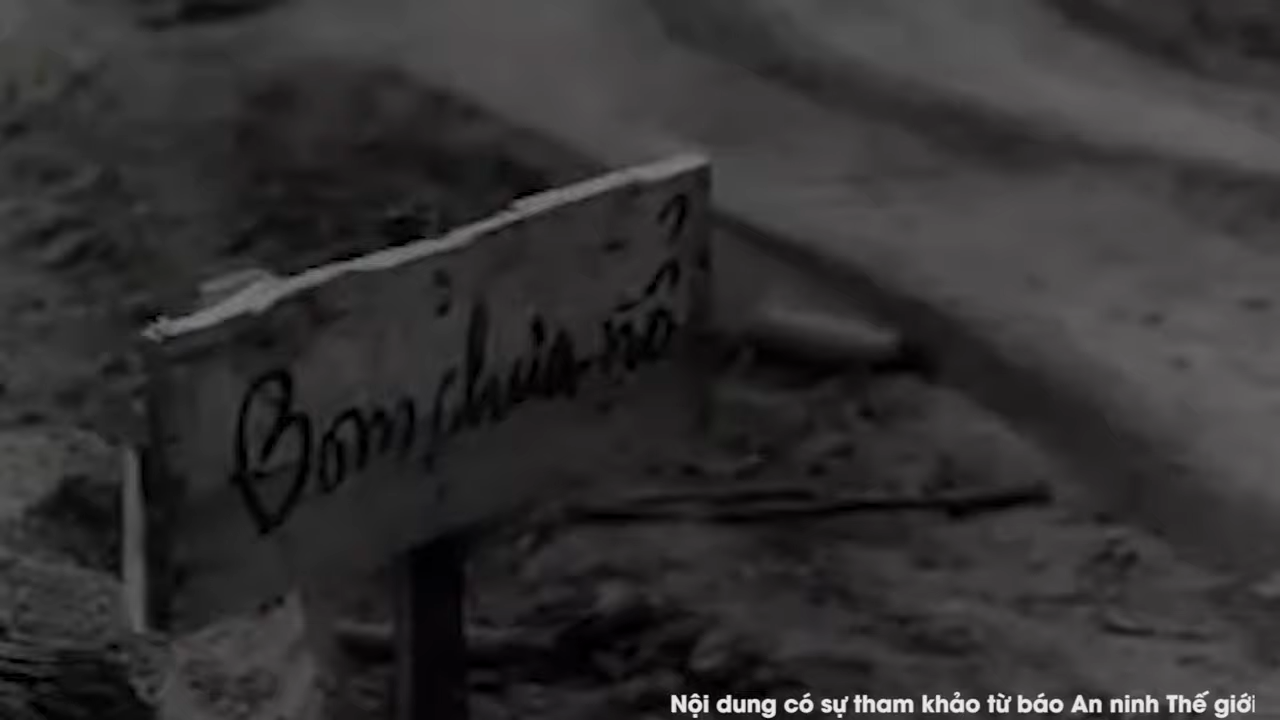 Bom chưa nổ
Nội dung có sự tham khảo từ báo An ninh Thế giới